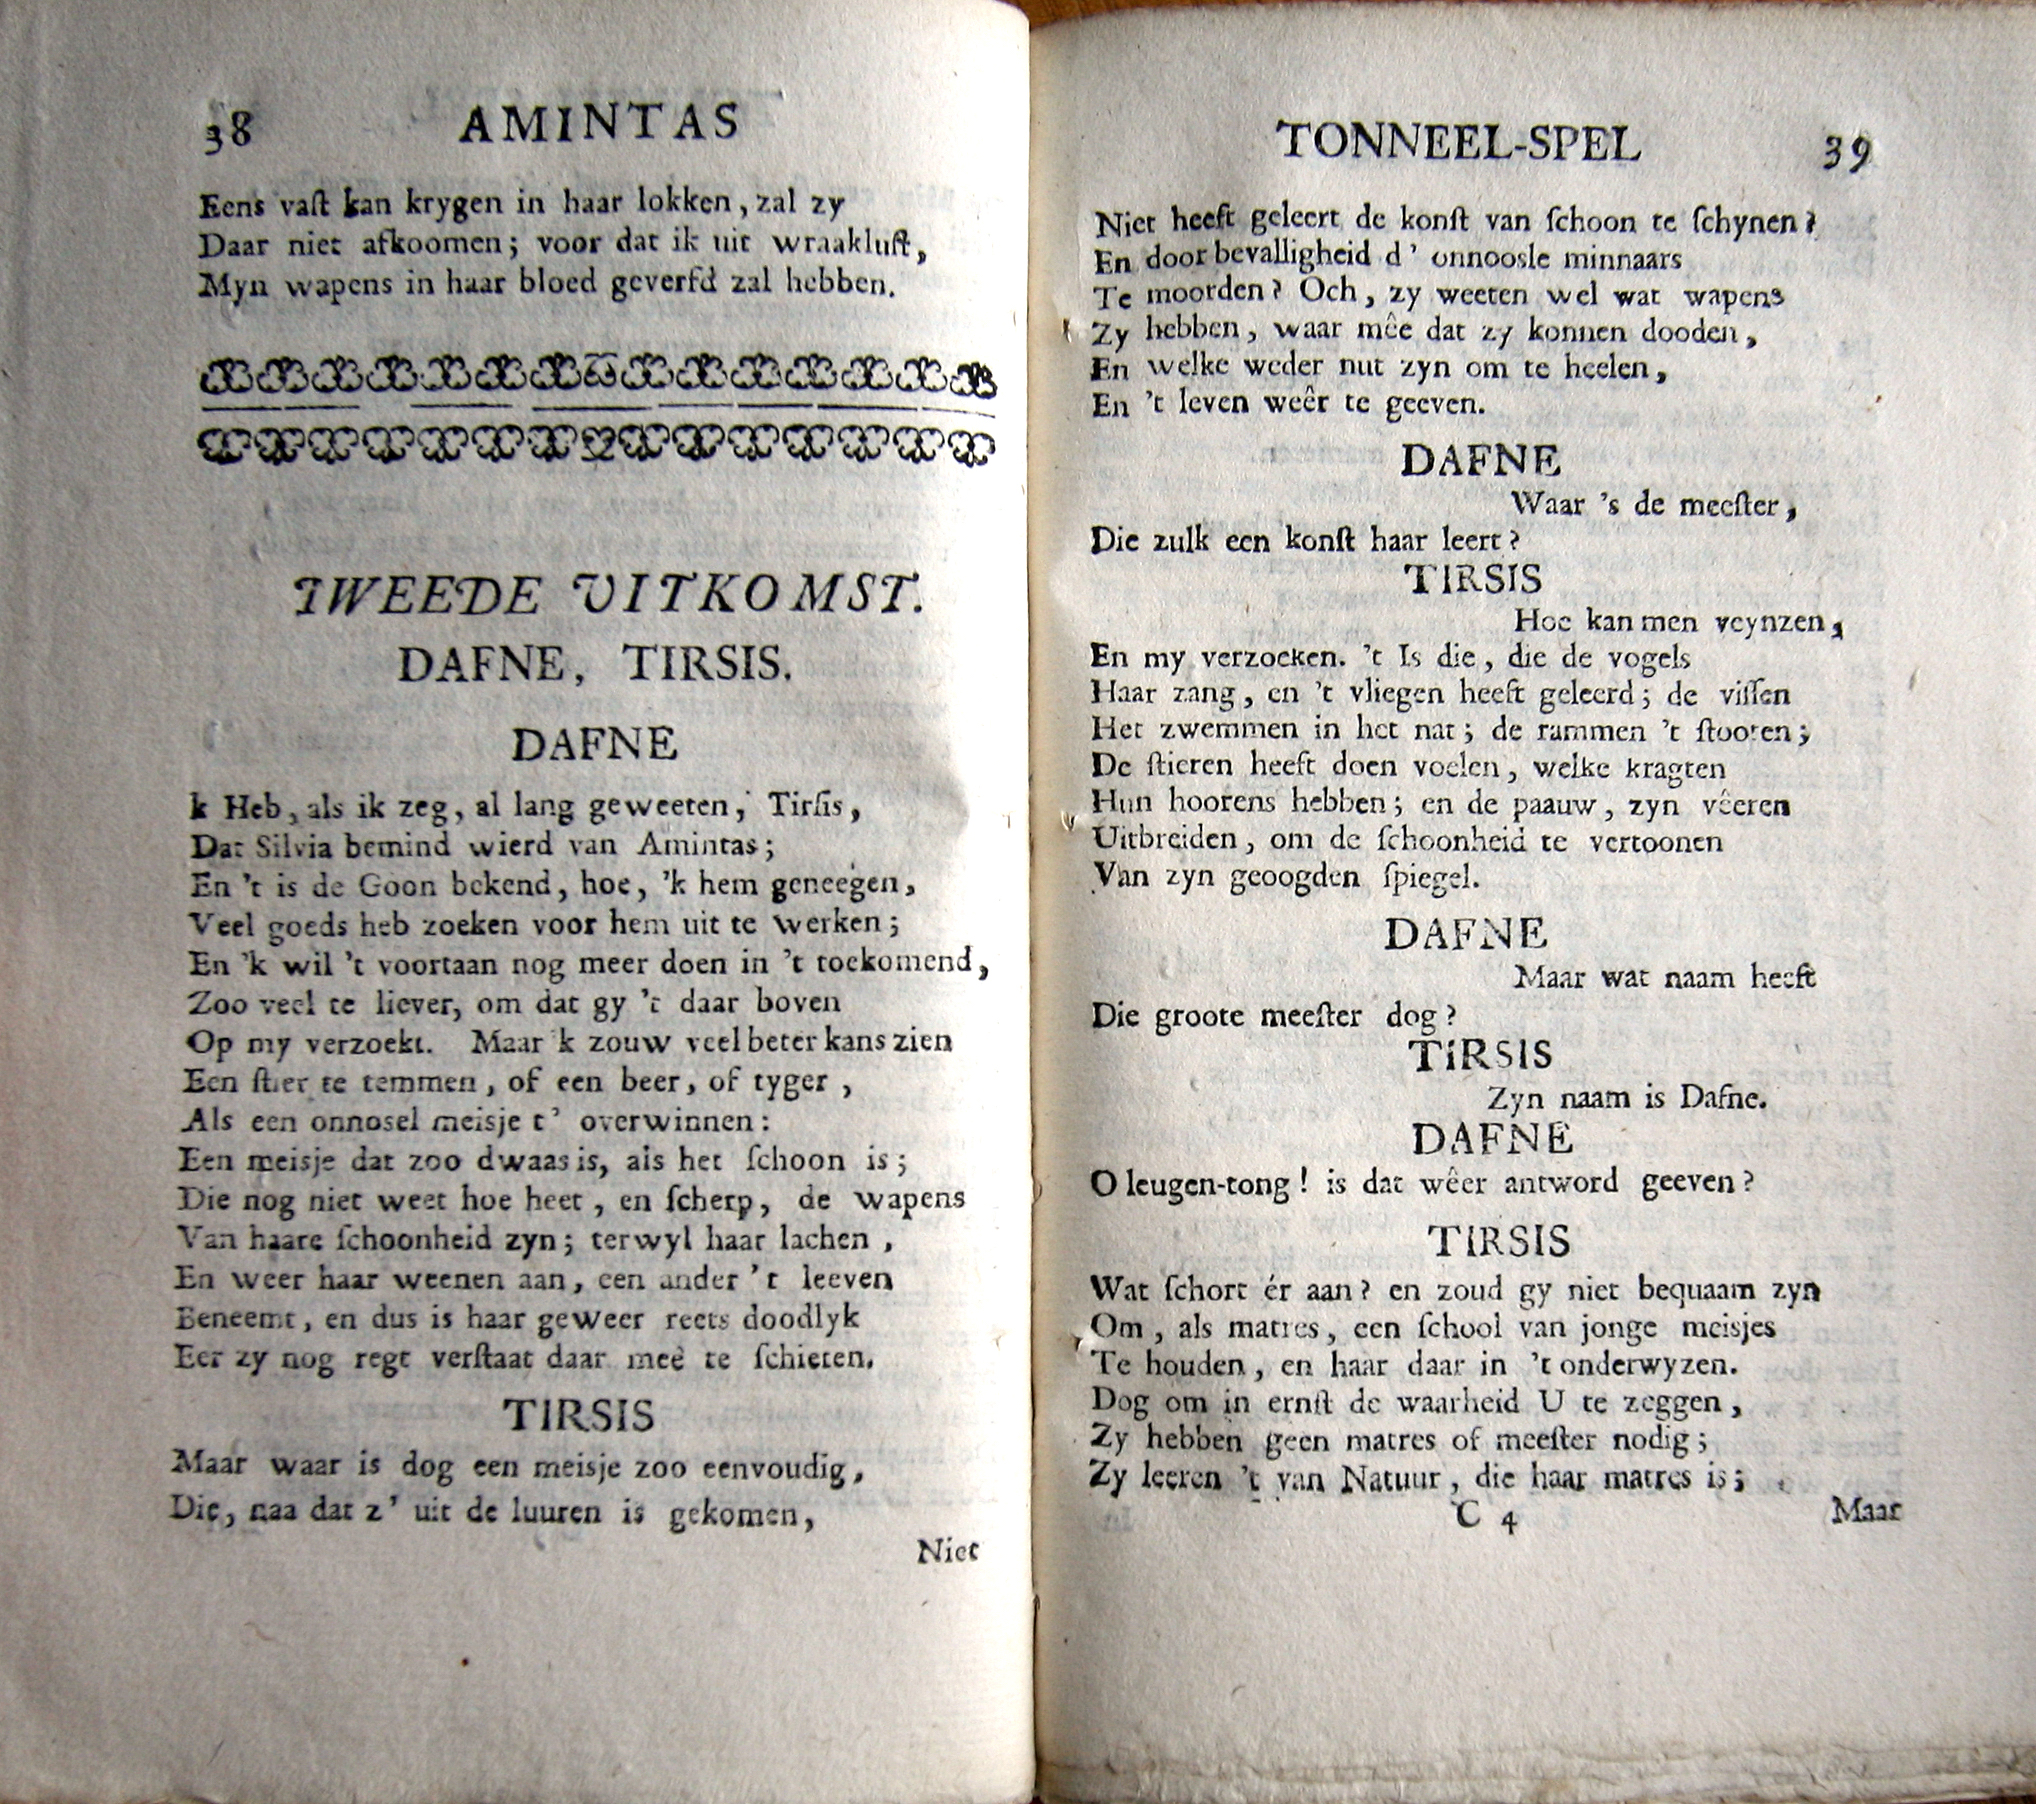 38 AMINTAS
Eens vaſt kan krygen in haar lokken, zal zy
Daar niet afkoomen; voor dat ik uit wraakluſt,
Myn wapens in haar bloed geverfd zal hebben.
TWEEDE UITKOMST.
DAFNE, TIRSIS.
DAFNE
k Heb, als ik zeg, al lang geweeten, Tirſis,
Dat Silvia bemind wierd van Amintas;
En 't is de Goon bekend, hoe, 'k hem geneegen,
Veel goeds heb zoeken voor hem uit te werken;
En 'k wil 't voortaan nog meer doen in 't toekomend,
Zoo veel te liever, om dat gy 't daar boven
Op my verzoekt. Maar k zouw veel beter kans zien
Een ſtier te temmen, of een beer, of tyger,
Als een onnosel meisje t' overwinnen:
Een meisje dat zoo dwaas is, als het ſchoon is;
Die nog niet weet hoe heet, en ſcherp, de wapens
Van haare ſchoonheid zyn; terwyl haar lachen,
En weer haar weenen aan, een ander 't leeven
Beneemt, en dus is haar geweer reets doodlyk
Eer zy nog regt verſtaat daar meê te ſchieten.
TIRSIS
Maar waar is dog een meisje zoo eenvoudig,
Die, naa dat z' uit de luuren is gekomen,
Niet
TONNEEL-SPEL 39
Niet heeft geleert de konſt van ſchoon te ſchynen?
En door bevalligheid d' onnoosle minnaars
Te moorden? Och, zy weeten wel wat wapens
Zy hebben, waar mêe dat zy konnen dooden,
En welke weder nut zyn om te heelen,
En 't leven weêr te geeven.
DAFNE
Waar 's de meeſter,
Die zulk een konſt haar leert?
TIRSIS
Hoe kan men veynzen,
En my verzoeken. 't Is die, die de vogels
Haar zang, en 't vliegen heeft geleerd; de viſſen
Het zwemmen in het nat; de rammen 't ſtooten;
De ſtieren heeft doen voelen, welke kragten
Hun hoorens hebben; en de paauw, zyn vêeren
Uitbreiden, om de ſchoonheid te vertoonen
Van zyn geoogden ſpiegel.
DAFNE
Maar wat naam heeft
Die groote meeſter dog?
TIRSIS
Zyn naam is Dafne.
DAFNE
O leugen-tong! is dat wêer antword geeven?
TIRSIS
Wat ſchort ér aan? en zoud gy niet bequaam zyn
Om, als matres, een ſchool van jonge meisjes
Te houden, en haar daar in 't onderwyzen.
Dog om in ernſt de waarheid U te zeggen,
Zy hebben geen matres of meeſter nodig;
Zy leeren 't van Natuur, die haar matres is;
C 4 Maar